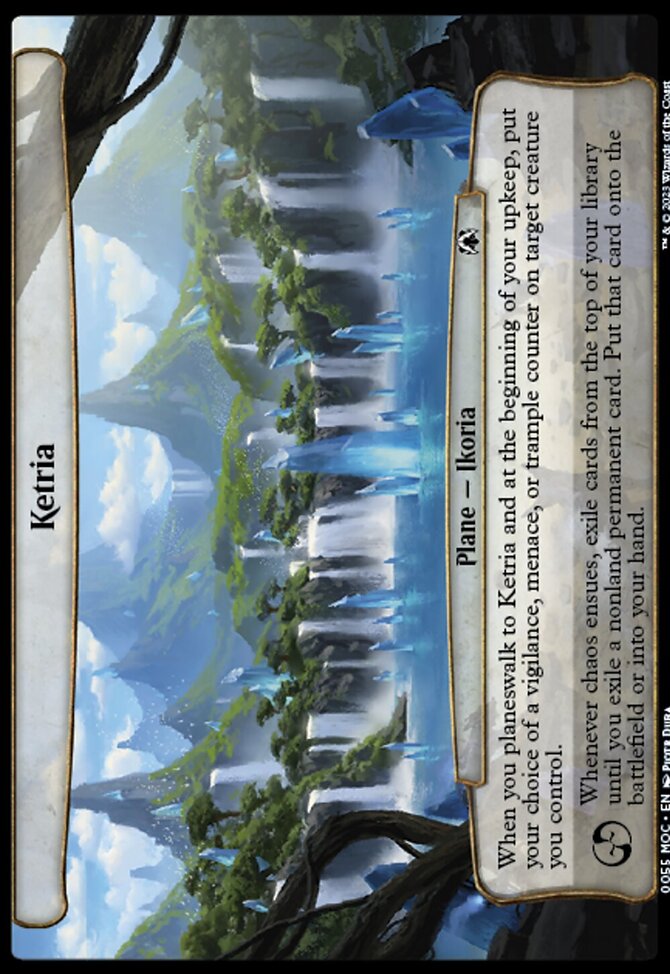 Ketria
Plane — Ikoria
When you planeswalk to Ketria and at the beginning of your upkeep, put
your choice of a vigilance, menace, or trample counter on target creature
you control.
Whenever chaos ensues, exile cards from the top of your library
until you exile a nonland permanent card. Put that card onto the
battlefield or into your hand.
0055 MOC • EN Piotr Dura
™ & © 2023 Wizards of the Coast